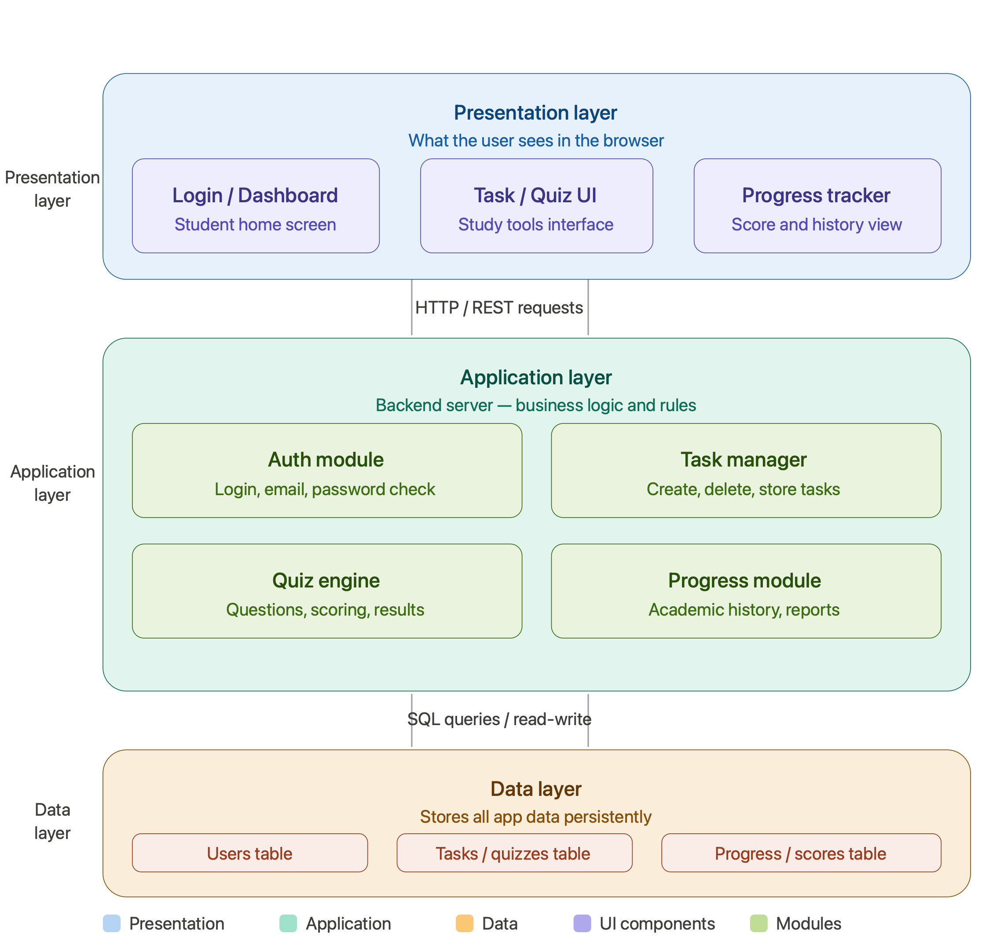 Presentation layer
What the user sees in the browser
Presentation
layer
Login / Dashboard
Student home screen
Task / Quiz UI
Study tools interface
Progress tracker
Score and history view
HTTP / REST requests
Application layer
Backend server — business logic and rules
Application
layer
Auth module
Login, email, password check
Task manager
Create, delete, store tasks
Quiz engine
Questions, scoring, results
Progress module
Academic history, reports
SQL queries / read-write
Data layer
Stores all app data persistently
Data
layer
Users table
Tasks / quizzes table
Progress / scores table
Presentation
Application
Data
UI components
Modules